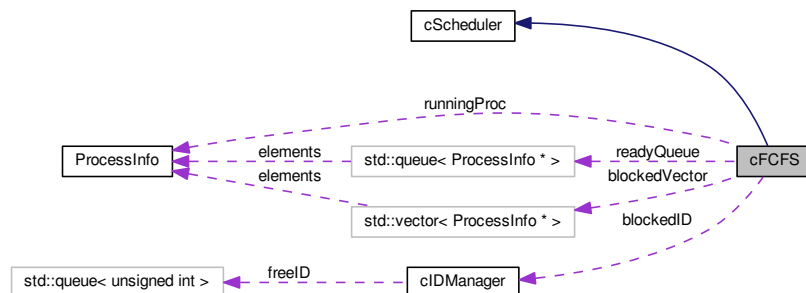 cScheduler
runningProc
ProcessInfo
elements
std::queue< ProcessInfo * >
readyQueue
cFCFS
elements
blockedVector
std::vector< ProcessInfo * >
blockedID
std::queue< unsigned int >
freeID
cIDManager